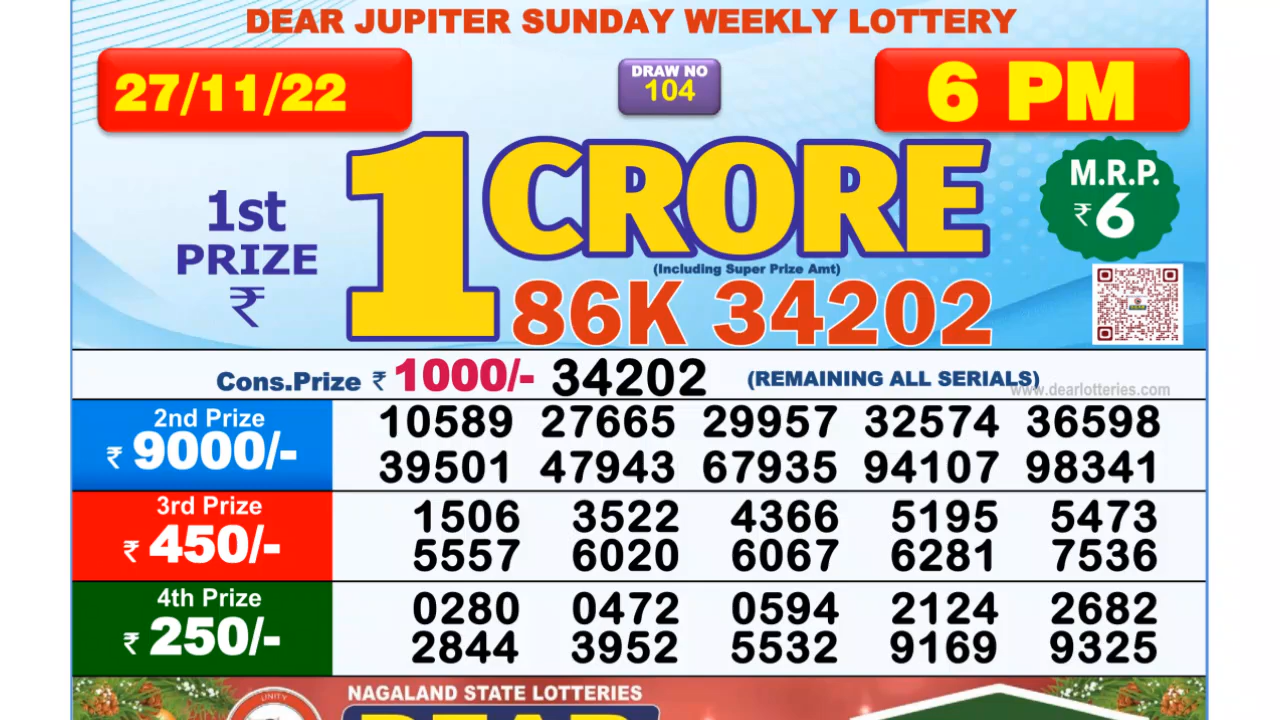 DEAR JUPITER SUNDAY WEEKLY LOTTERY
27/11/22
DRAW NO
104
6 PM
1st
PRIZE
₹
1 CRORE
(Including Super Prize Amt)
86K 34202
M.R.P.
₹ 6
Cons.Prize ₹ 1000/- 34202 (REMAINING ALL SERIALS)
www.dearlotteries.com
2nd Prize
₹ 9000/-
10589 27665 29957 32574 36598
39501 47943 67935 94107 98341
3rd Prize
₹ 450/-
1506 3522 4366 5195 5473
5557 6020 6067 6281 7536
4th Prize
₹ 250/-
0280 0472 0594 2124 2682
2844 3952 5532 9169 9325
UNITY
NAGALAND STATE LOTTERIES
DEAR